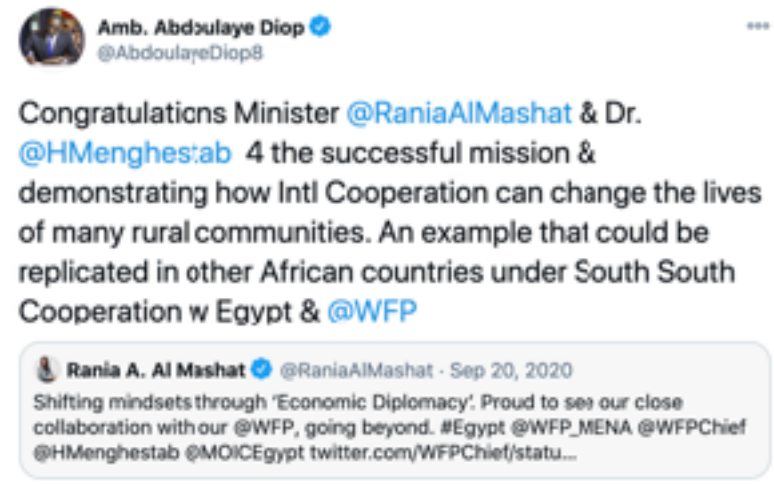 Amb. Abdoulaye Diop
@AbdoulayeDiop8
Congratulations Minister @RaniaAlMashat & Dr.
@HMenghestab 4 the successful mission &
demonstrating how Intl Cooperation can change the lives
of many rural communities. An example that could be
replicated in other African countries under South South
Cooperation w Egypt & @WFP
Rania A. Al Mashat @RaniaAlMashat · Sep 20, 2020
Shifting mindsets through ‘Economic Diplomacy’. Proud to see our close
collaboration with our @WFP, going beyond. #Egypt @WFP_MENA @WFPChief
@HMenghestab @MOICEgypt twitter.com/WFPChief/statu...